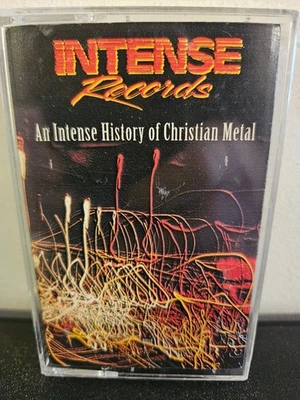 INTENSE
Records
An Intense History of Christian Metal